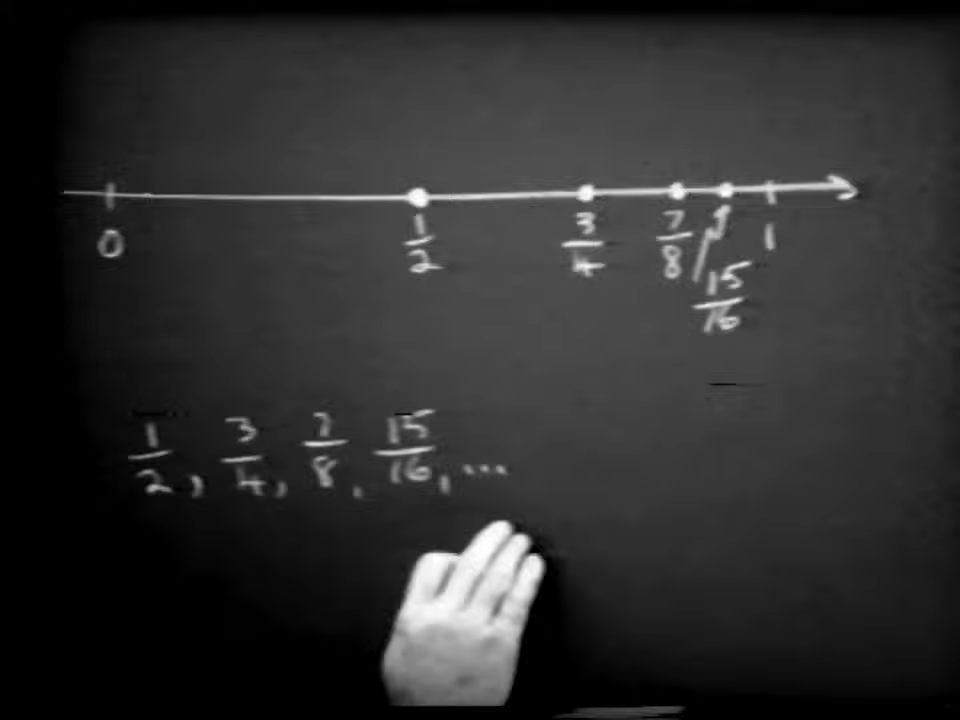 0 1/2 3/4 7/8 1
15/16
1/2, 3/4, 7/8, 15/16, ...